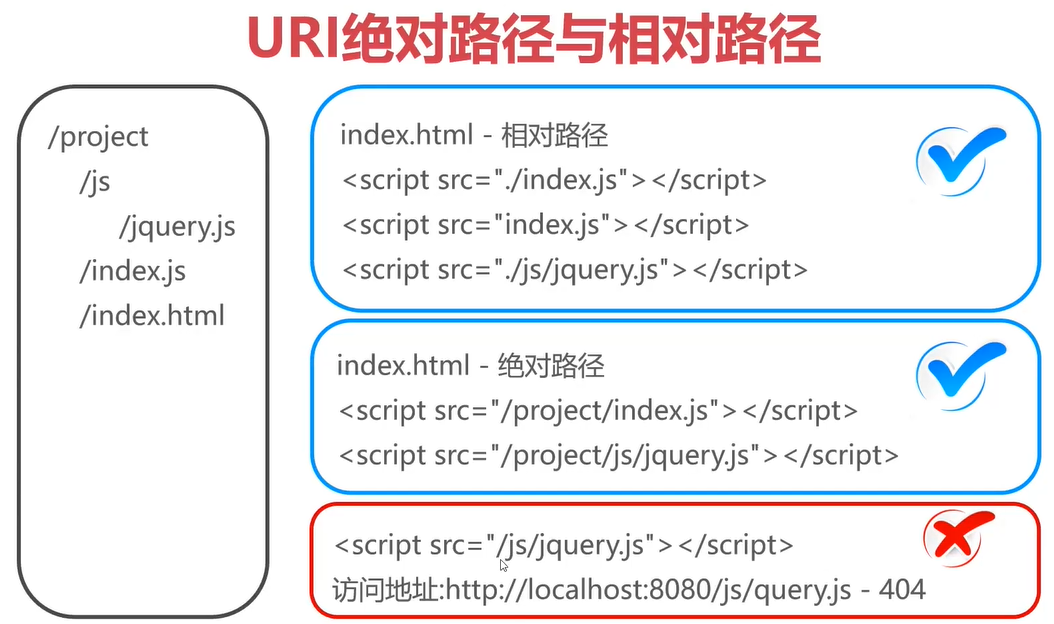 URI绝对路径与相对路径
/project
/js
/jquery.js
/index.js
/index.html
index.html - 相对路径
<script src="./index.js"></script>
<script src="index.js"></script>
<script src="./js/jquery.js"></script>
index.html - 绝对路径
<script src="/project/index.js"></script>
<script src="/project/js/jquery.js"></script>
<script src="/js/jquery.js"></script>
访问地址:http://localhost:8080/js/query.js - 404